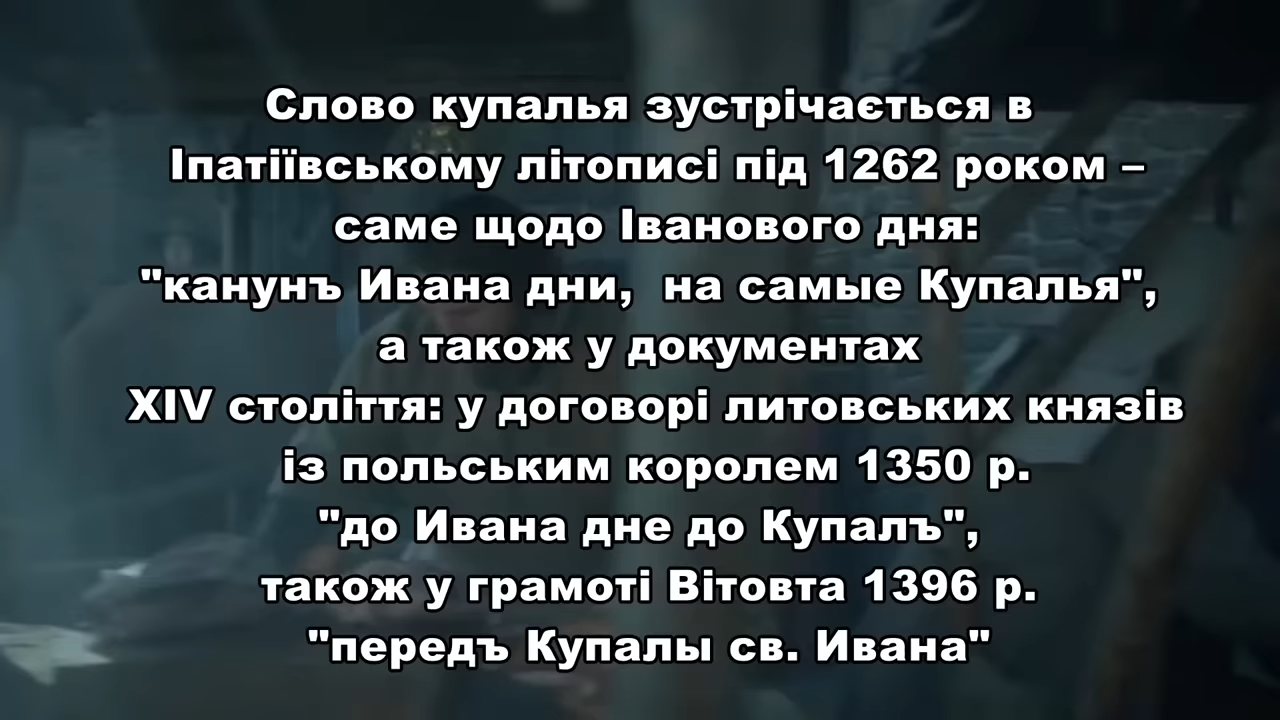 Слово купалья зустрічається в
Іпатіївському літописі під 1262 роком –
саме щодо Іванового дня:
"канунъ Ивана дни,  на самые Купалья",
а також у документах
XIV століття: у договорі литовських князів
із польським королем 1350 р.
"до Ивана дне до Купалъ",
також у грамоті Вітовта 1396 р.
"передъ Купалы св. Ивана"